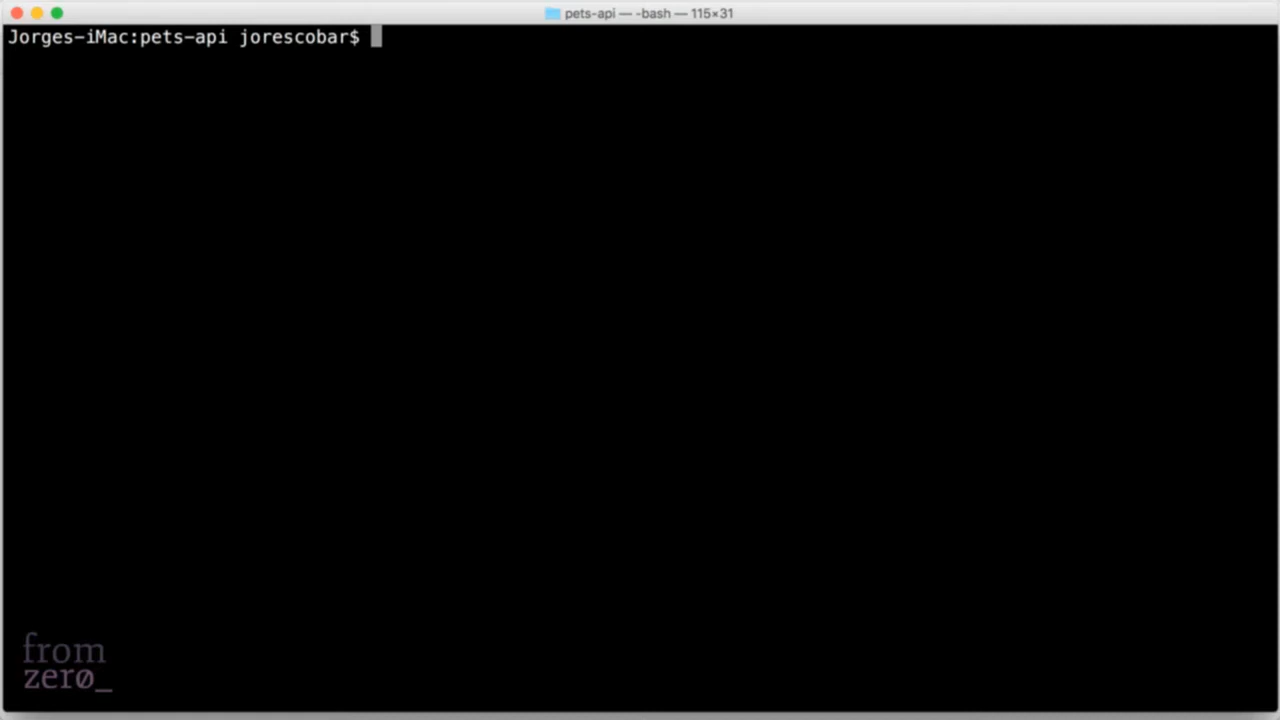 pets-api — -bash — 115×31
Jorges-iMac:pets-api jorescobar$
from
zerø_